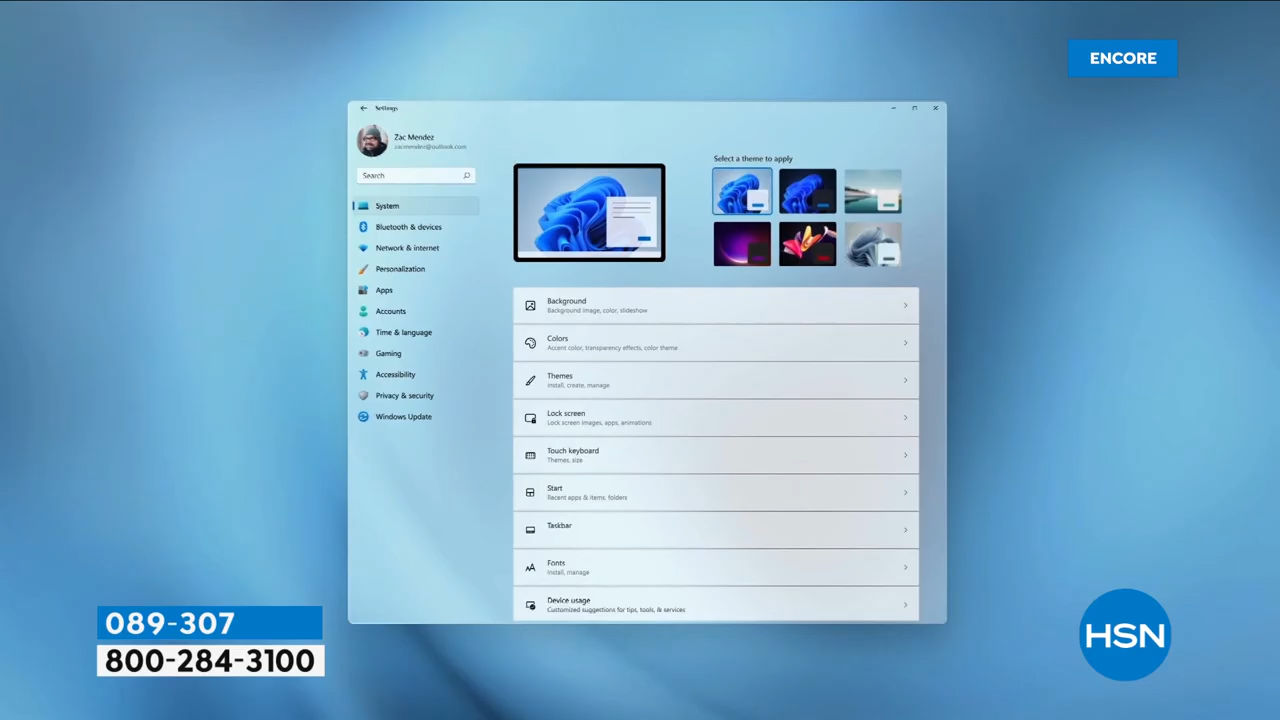 ENCORE
Settings
Zac Mendez
zacmendez@outlook.com
Search
System
Bluetooth & devices
Network & internet
Personalization
Apps
Accounts
Time & language
Gaming
Accessibility
Privacy & security
Windows Update
Select a theme to apply
Background
Background image, color, slideshow
Colors
Accent color, transparency effects, color theme
Themes
Install, create, manage
Lock screen
Lock screen images, apps, animations
Touch keyboard
Themes, size
Start
Recent apps & items, folders
Taskbar
Fonts
Install, manage
Device usage
Customized suggestions for tips, tools, & services
089-307
800-284-3100
HSN